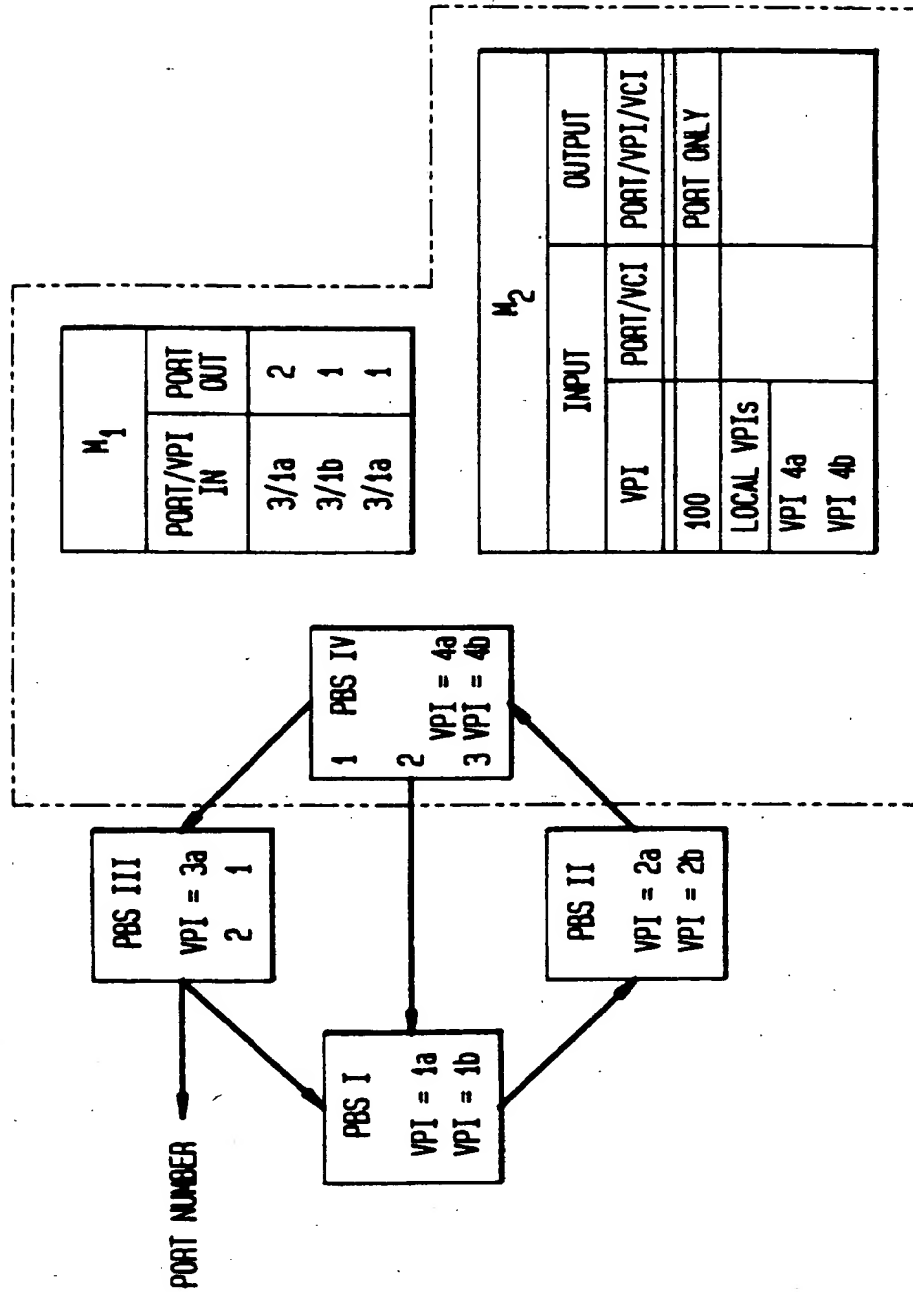 PORT NUMBER
PBS III
VPI = 3a
2 1
PBS I
VPI = 1a
VPI = 1b
PBS IV
1
2
VPI = 4a
3 VPI = 4b
PBS II
VPI = 2a
VPI = 2b
M1
PORT/VPI IN
PORT OUT
3/1a 2
3/1b 1
3/1a 1
M2
INPUT OUTPUT
VPI PORT/VCI PORT/VPI/VCI
100 PORT ONLY
LOCAL VPIs
VPI 4a
VPI 4b